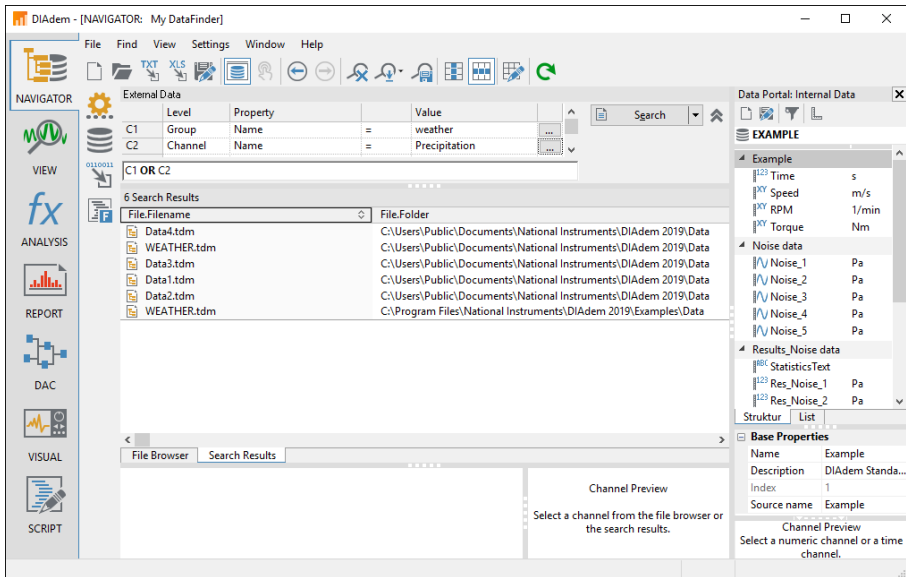 DIAdem - [NAVIGATOR: My DataFinder]
File Find View Settings Window Help
TXT XLS
NAVIGATOR
VIEW
ANALYSIS
REPORT
DAC
VISUAL
SCRIPT
0110011
External Data
Level Property Value
C1 Group Name = weather ...
C2 Channel Name = Precipitation ...
Search
C1 OR C2
6 Search Results
File.Filename File.Folder
Data4.tdm C:\Users\Public\Documents\National Instruments\DIAdem 2019\Data
WEATHER.tdm C:\Users\Public\Documents\National Instruments\DIAdem 2019\Data
Data3.tdm C:\Users\Public\Documents\National Instruments\DIAdem 2019\Data
Data1.tdm C:\Users\Public\Documents\National Instruments\DIAdem 2019\Data
Data2.tdm C:\Users\Public\Documents\National Instruments\DIAdem 2019\Data
WEATHER.tdm C:\Program Files\National Instruments\DIAdem 2019\Examples\Data
File Browser Search Results
Channel Preview
Select a channel from the file browser or
the search results.
Data Portal: Internal Data
EXAMPLE
Example
123 Time s
XY Speed m/s
XY RPM 1/min
XY Torque Nm
Noise data
Noise_1 Pa
Noise_2 Pa
Noise_3 Pa
Noise_4 Pa
Noise_5 Pa
Results_Noise data
ABC StatisticsText
123 Res_Noise_1 Pa
123 Res_Noise_2 Pa
Struktur List
Base Properties
Name Example
Description DIAdem Standa...
Index 1
Source name Example
Channel Preview
Select a numeric channel or a time
channel.